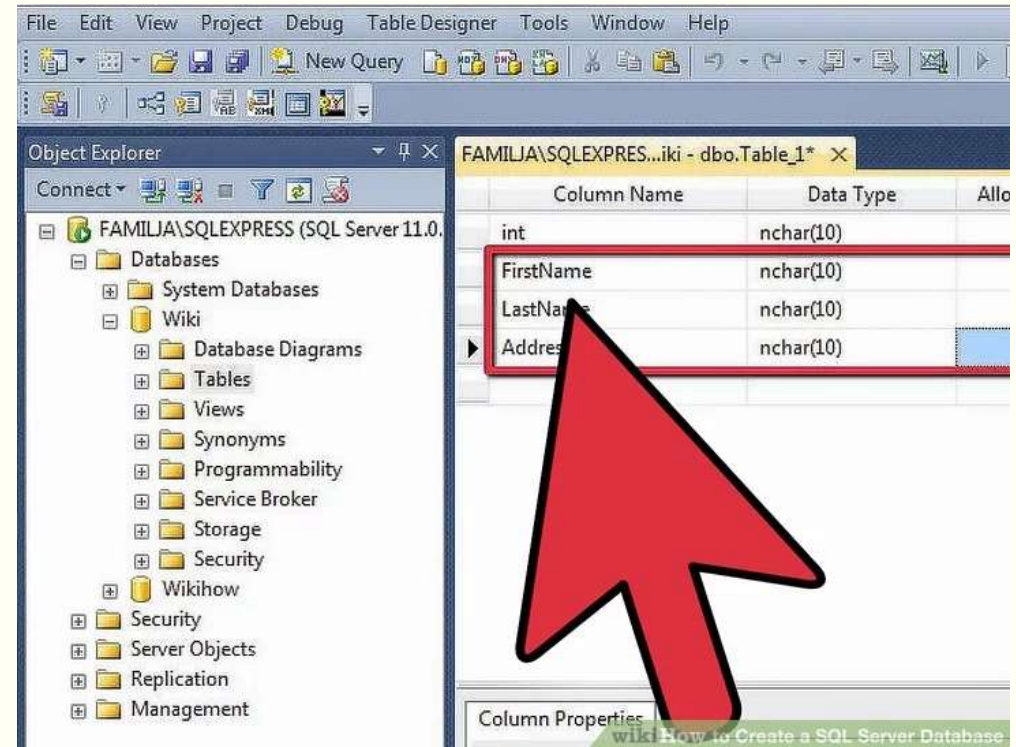 File Edit View Project Debug Table Designer Tools Window Help
New Query
Object Explorer
Connect
FAMILJA\SQLEXPRESS (SQL Server 11.0.
Databases
System Databases
Wiki
Database Diagrams
Tables
Views
Synonyms
Programmability
Service Broker
Storage
Security
Wikihow
Security
Server Objects
Replication
Management
FAMILJA\SQLEXPRES...iki - dbo.Table_1*
Column Name Data Type Allo
int nchar(10)
FirstName nchar(10)
LastName nchar(10)
Addres nchar(10)
Column Properties
wikiHow to Create a SQL Server Database